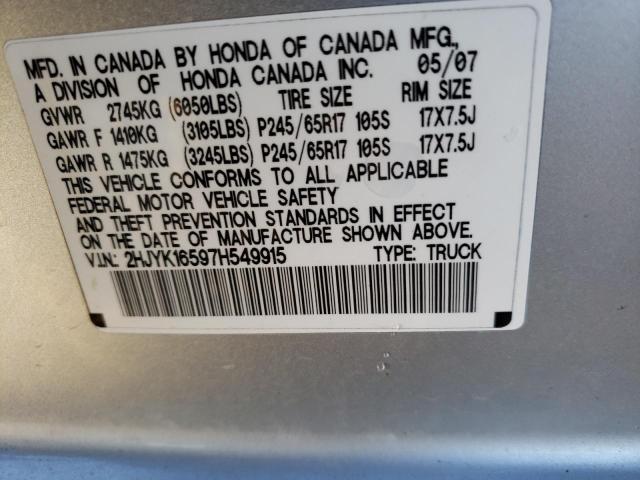 MFD. IN CANADA BY HONDA OF CANADA MFG.,
A DIVISION OF HONDA CANADA INC. 05/07
GVWR 2745KG (6050LBS) TIRE SIZE RIM SIZE
GAWR F 1410KG (3105LBS) P245/65R17 105S 17X7.5J
GAWR R 1475KG (3245LBS) P245/65R17 105S 17X7.5J
THIS VEHICLE CONFORMS TO ALL APPLICABLE
FEDERAL MOTOR VEHICLE SAFETY
AND THEFT PREVENTION STANDARDS IN EFFECT
ON THE DATE OF MANUFACTURE SHOWN ABOVE.
V.I.N.: 2HJYK16597H549915 TYPE: TRUCK